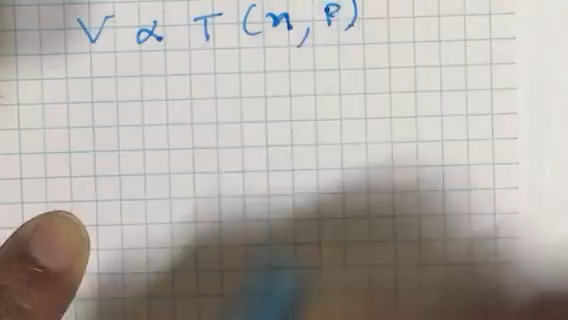 V ∝ T (n, P)